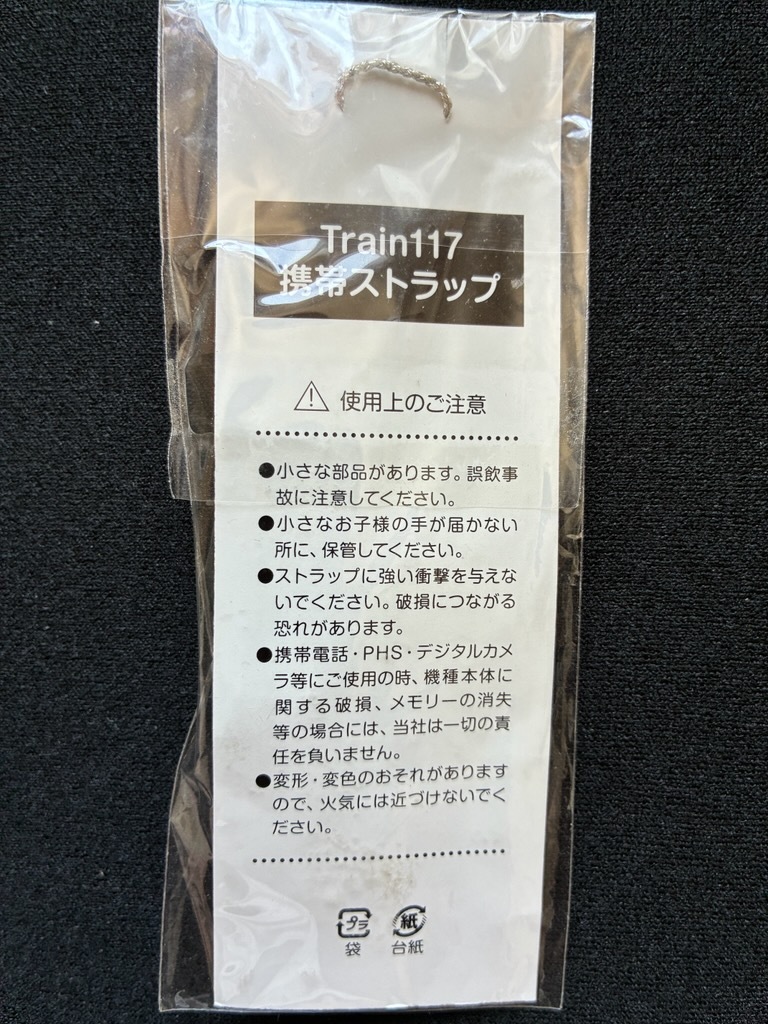 Train117
携帯ストラップ
使用上のご注意
●小さな部品があります。誤飲事
故に注意してください。
●小さなお子様の手が届かない
所に、保管してください。
●ストラップに強い衝撃を与えな
いでください。破損につながる
恐れがあります。
●携帯電話・PHS・デジタルカメ
ラ等にご使用の時、機種本体に
関する破損、メモリーの消失
等の場合には、当社は一切の責
任を負いません。
●変形・変色のおそれがあります
ので、火気には近づけないでく
ださい。
プラ 紙
袋 台紙